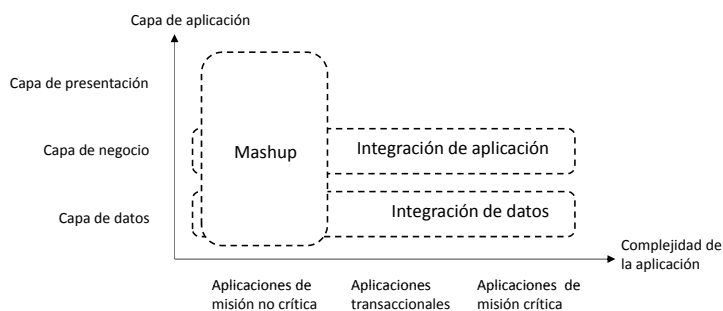 Capa de aplicación
Capa de presentación
Capa de negocio
Mashup
Integración de aplicación
Capa de datos
Integración de datos
Complejidad de
la aplicación
Aplicaciones de
misión no crítica
Aplicaciones
transaccionales
Aplicaciones de
misión crítica